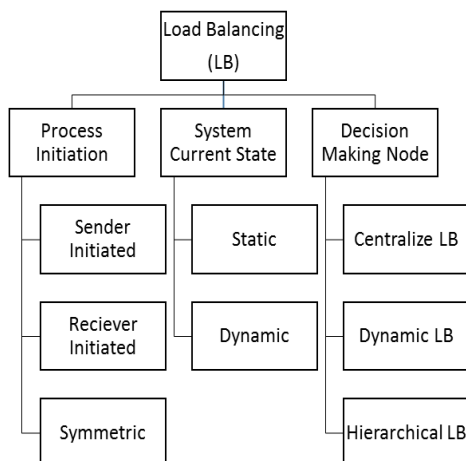 Load Balancing
(LB)
Process
Initiation
System
Current State
Decision
Making Node
Sender
Initiated
Static
Centralize LB
Reciever
Initiated
Dynamic
Dynamic LB
Symmetric
Hierarchical LB